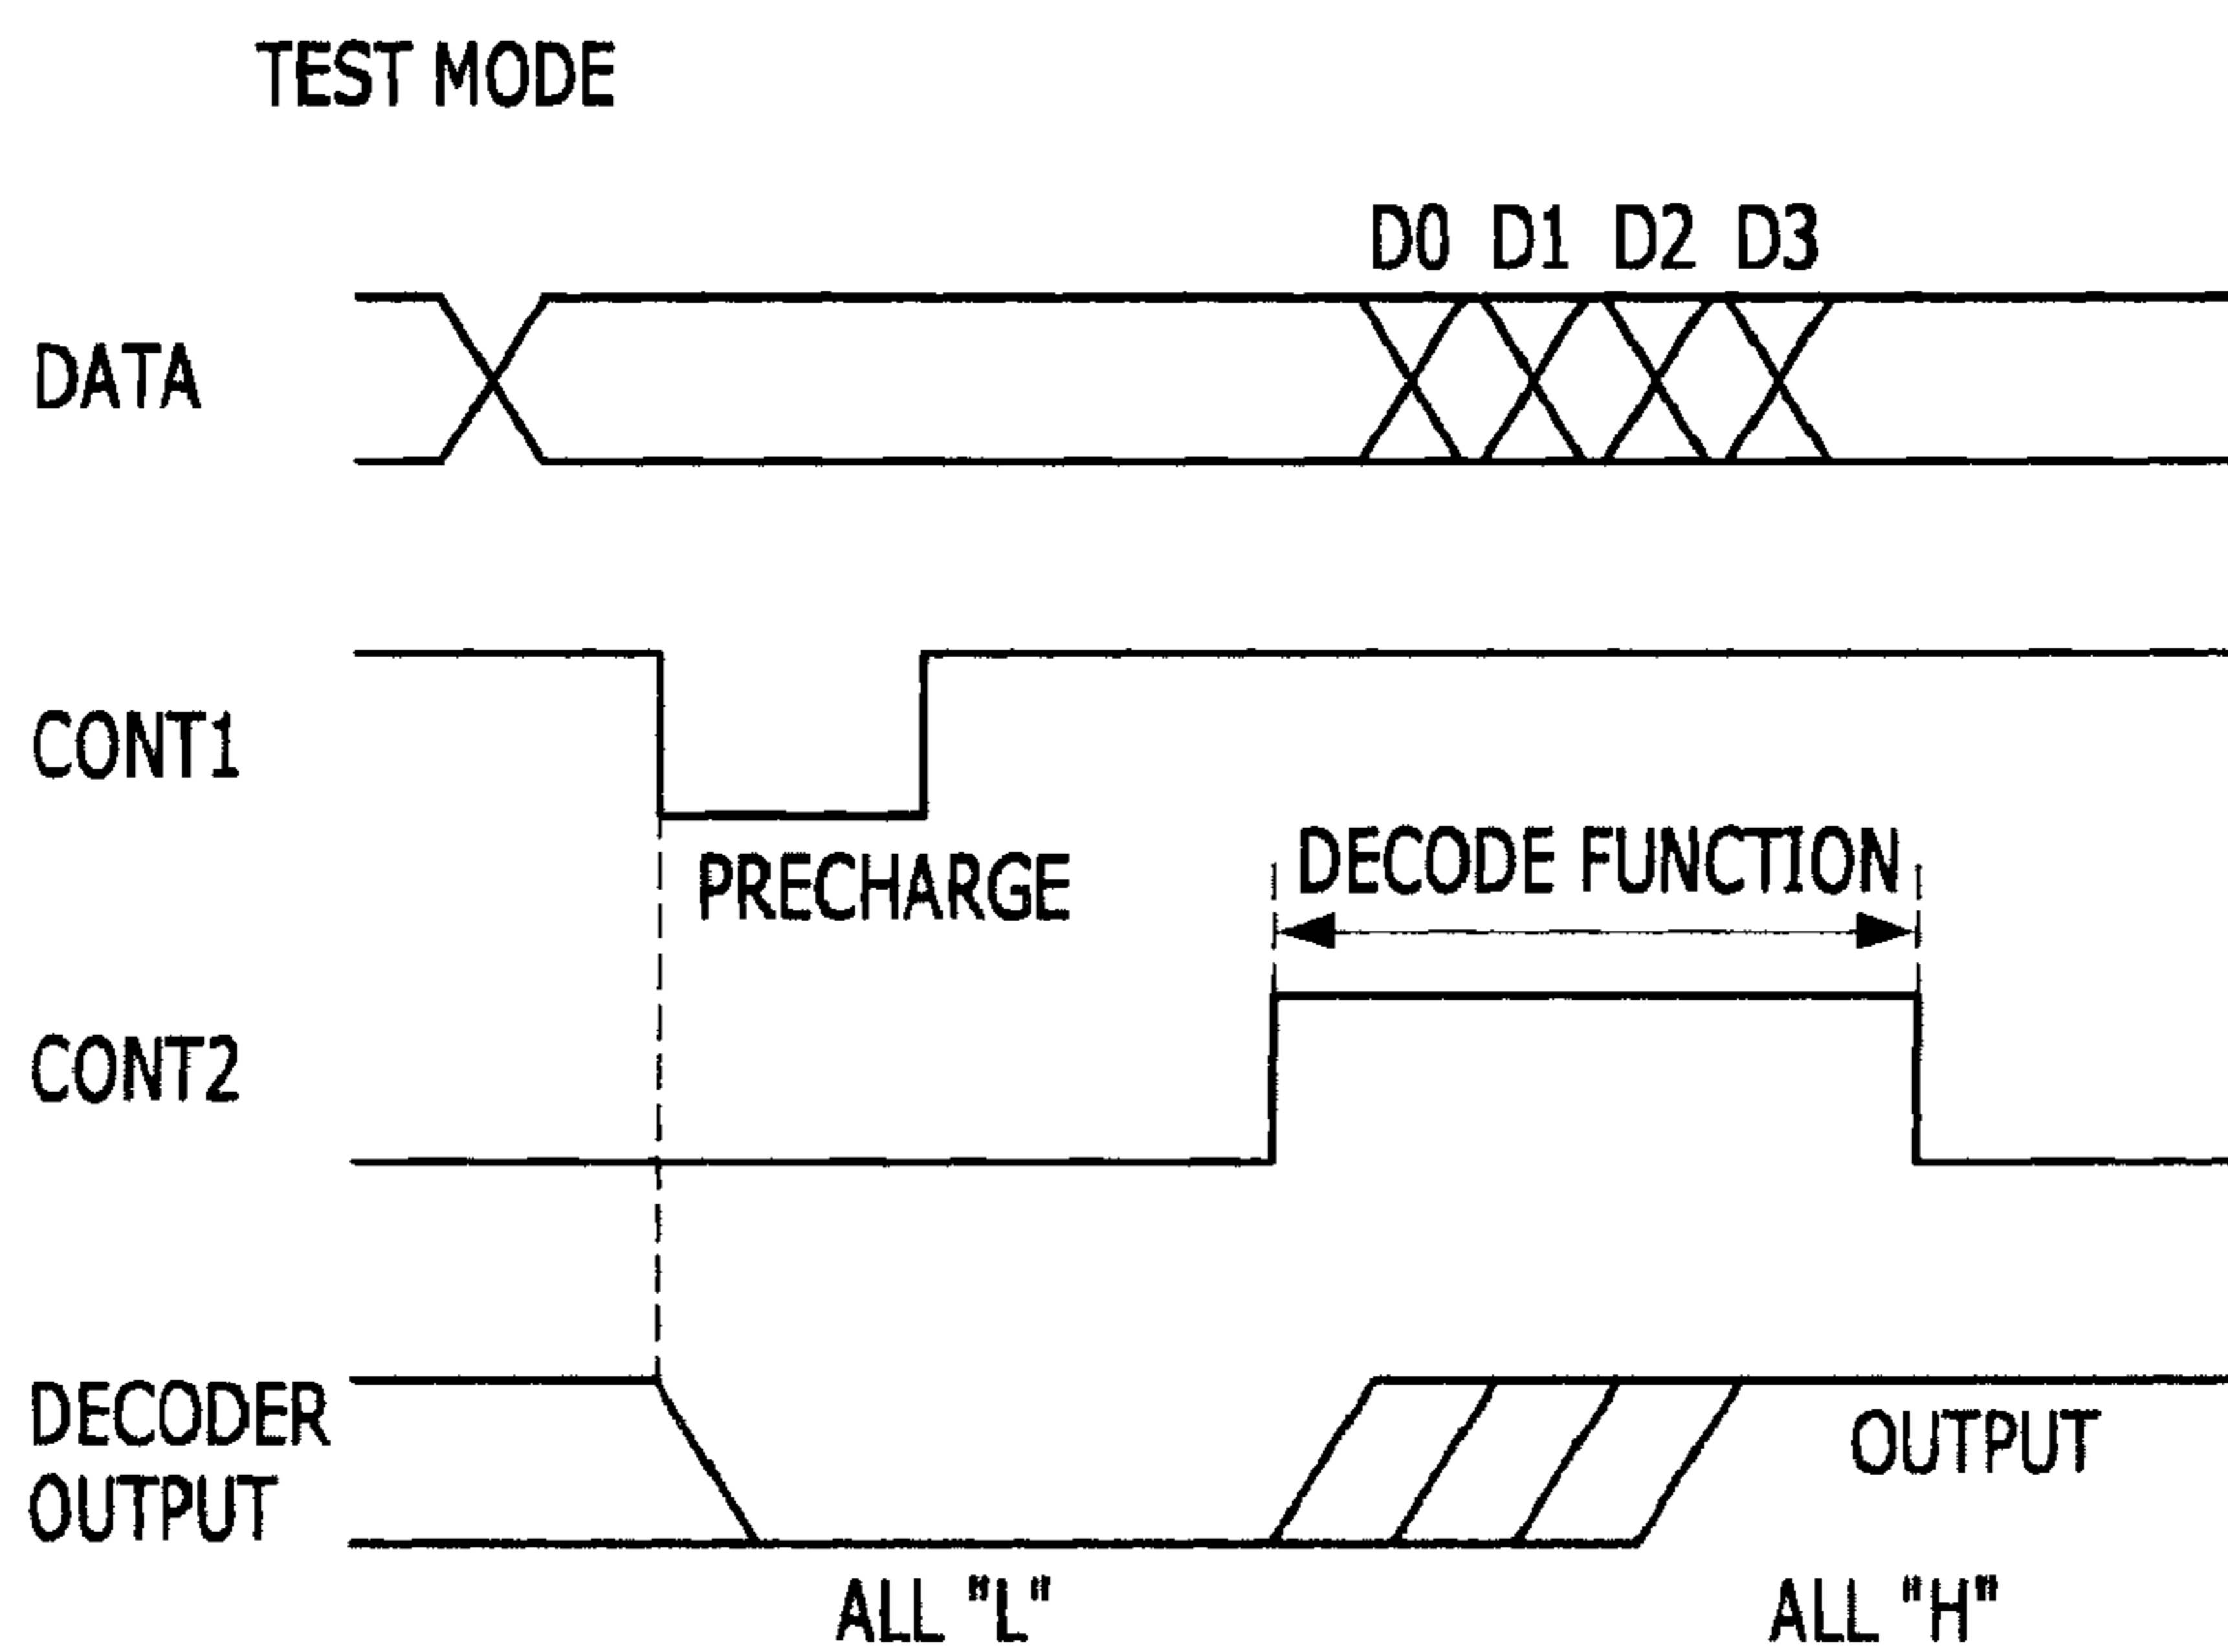 TEST MODE
D0 D1 D2 D3
DATA
CONT1
PRECHARGE
DECODE FUNCTION
CONT2
DECODER
OUTPUT
OUTPUT
ALL "L"
ALL "H"